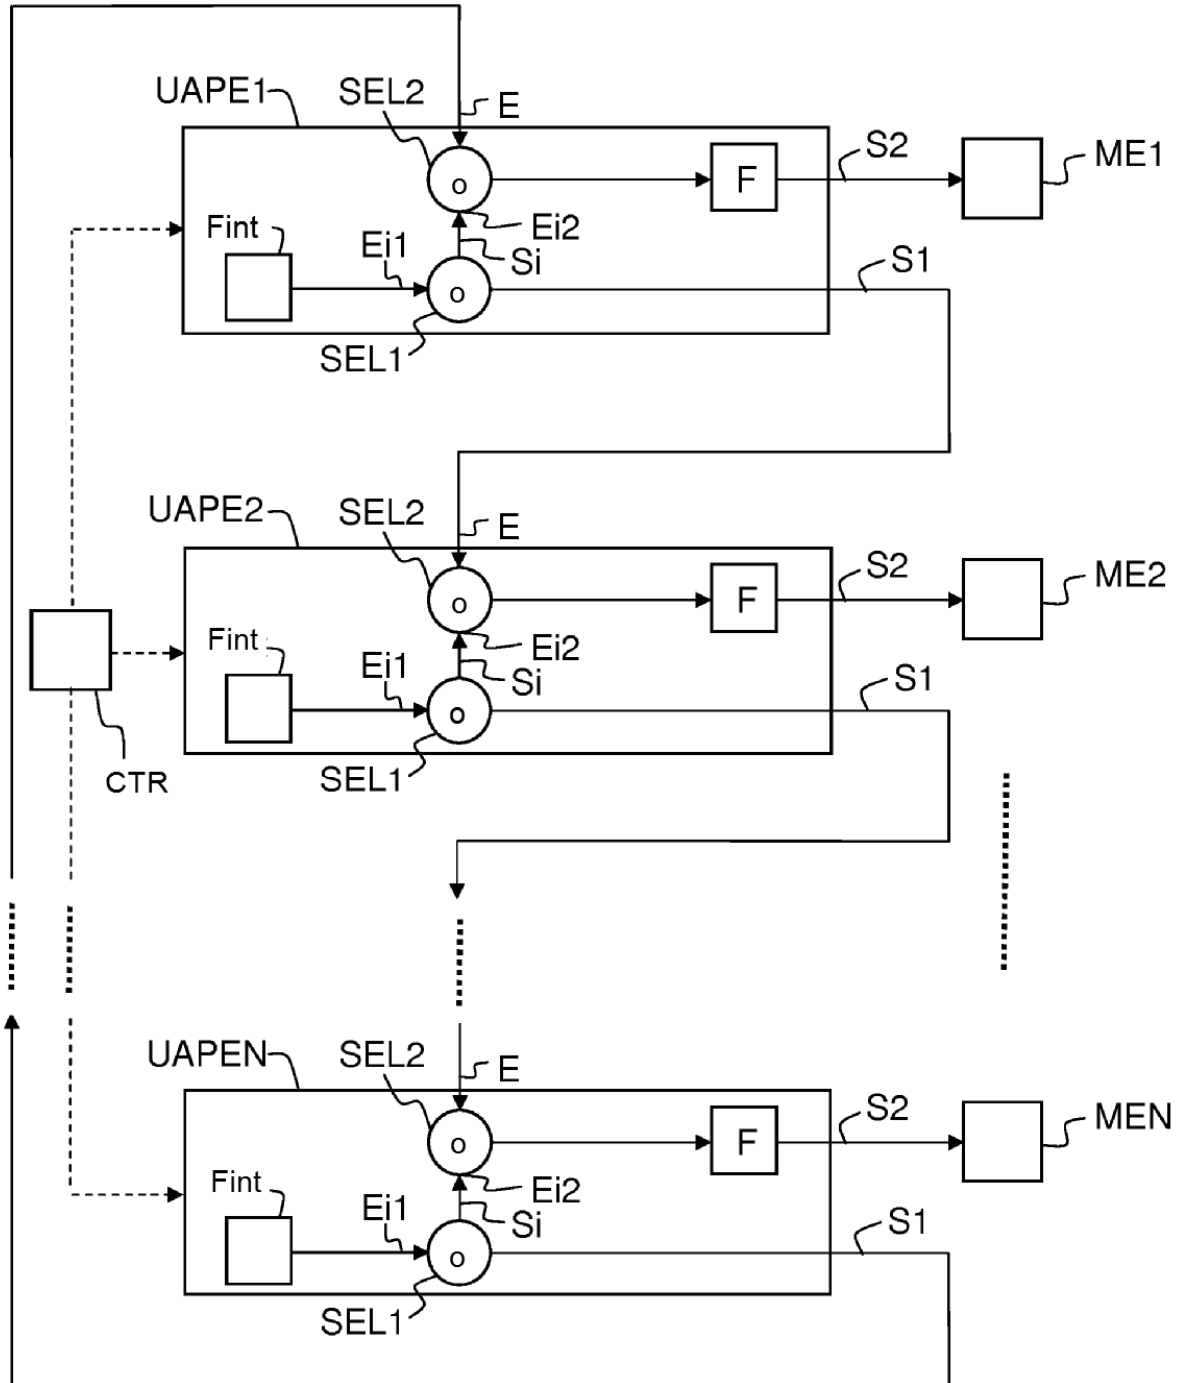 UAPE1
SEL2
E
S2
ME1
o
F
Fint
Ei1
Ei2
Si
S1
o
SEL1
UAPE2
SEL2
E
S2
ME2
o
F
Fint
Ei1
Ei2
Si
S1
o
SEL1
CTR
UAPEN
SEL2
E
S2
MEN
o
F
Fint
Ei1
Ei2
Si
S1
o
SEL1